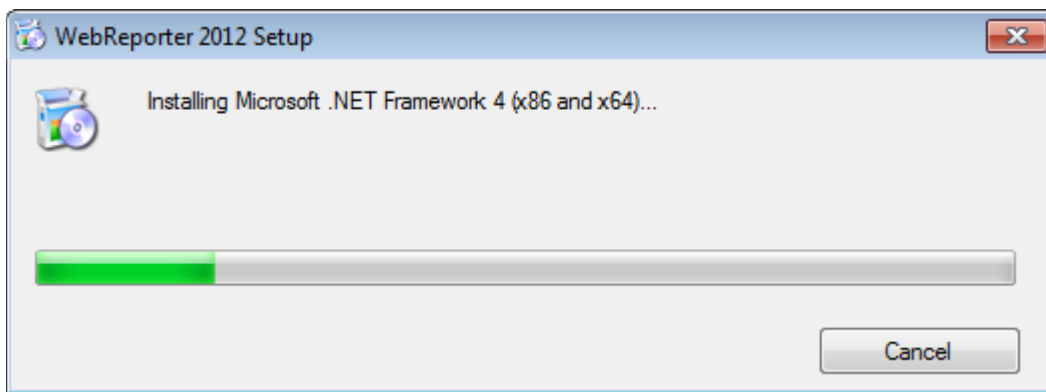 WebReporter 2012 Setup
Installing Microsoft .NET Framework 4 (x86 and x64)...
Cancel